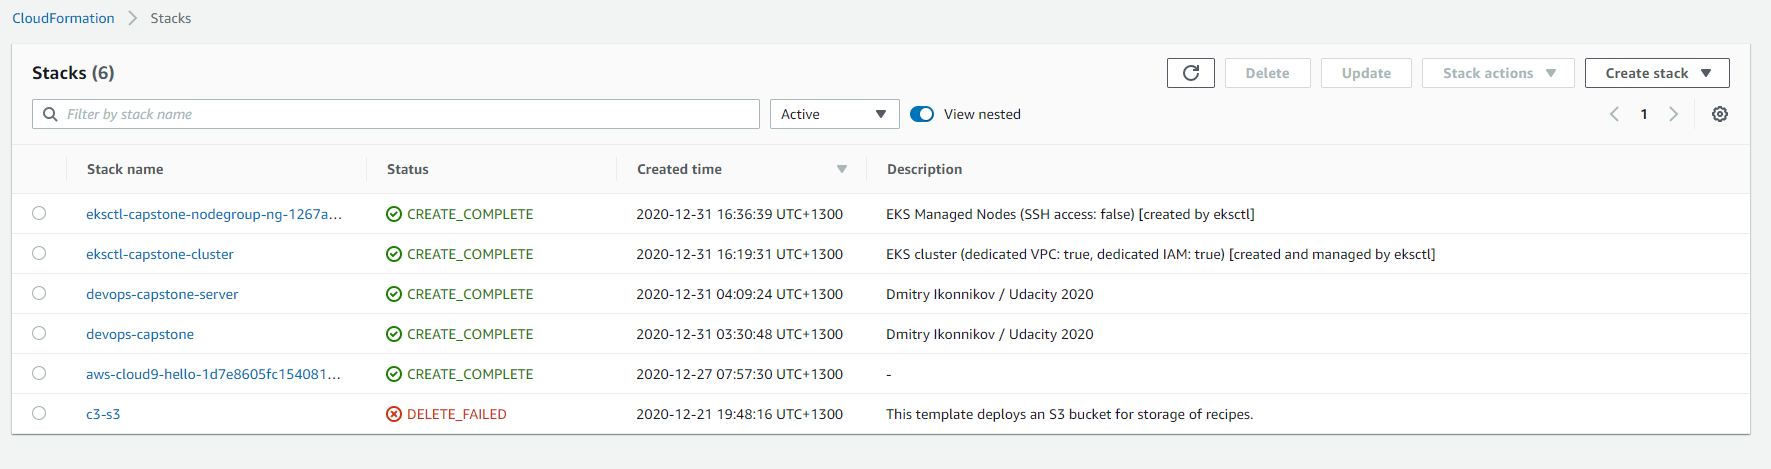 CloudFormation > Stacks
Stacks (6)
Delete
Update
Stack actions
Create stack
Filter by stack name
Active
View nested
1
Stack name Status Created time Description
eksctl-capstone-nodegroup-ng-1267a... CREATE_COMPLETE 2020-12-31 16:36:39 UTC+1300 EKS Managed Nodes (SSH access: false) [created by eksctl]
eksctl-capstone-cluster CREATE_COMPLETE 2020-12-31 16:19:31 UTC+1300 EKS cluster (dedicated VPC: true, dedicated IAM: true) [created and managed by eksctl]
devops-capstone-server CREATE_COMPLETE 2020-12-31 04:09:24 UTC+1300 Dmitry Ikonnikov / Udacity 2020
devops-capstone CREATE_COMPLETE 2020-12-31 03:30:48 UTC+1300 Dmitry Ikonnikov / Udacity 2020
aws-cloud9-hello-1d7e8605fc154081... CREATE_COMPLETE 2020-12-27 07:57:30 UTC+1300 -
c3-s3 DELETE_FAILED 2020-12-21 19:48:16 UTC+1300 This template deploys an S3 bucket for storage of recipes.